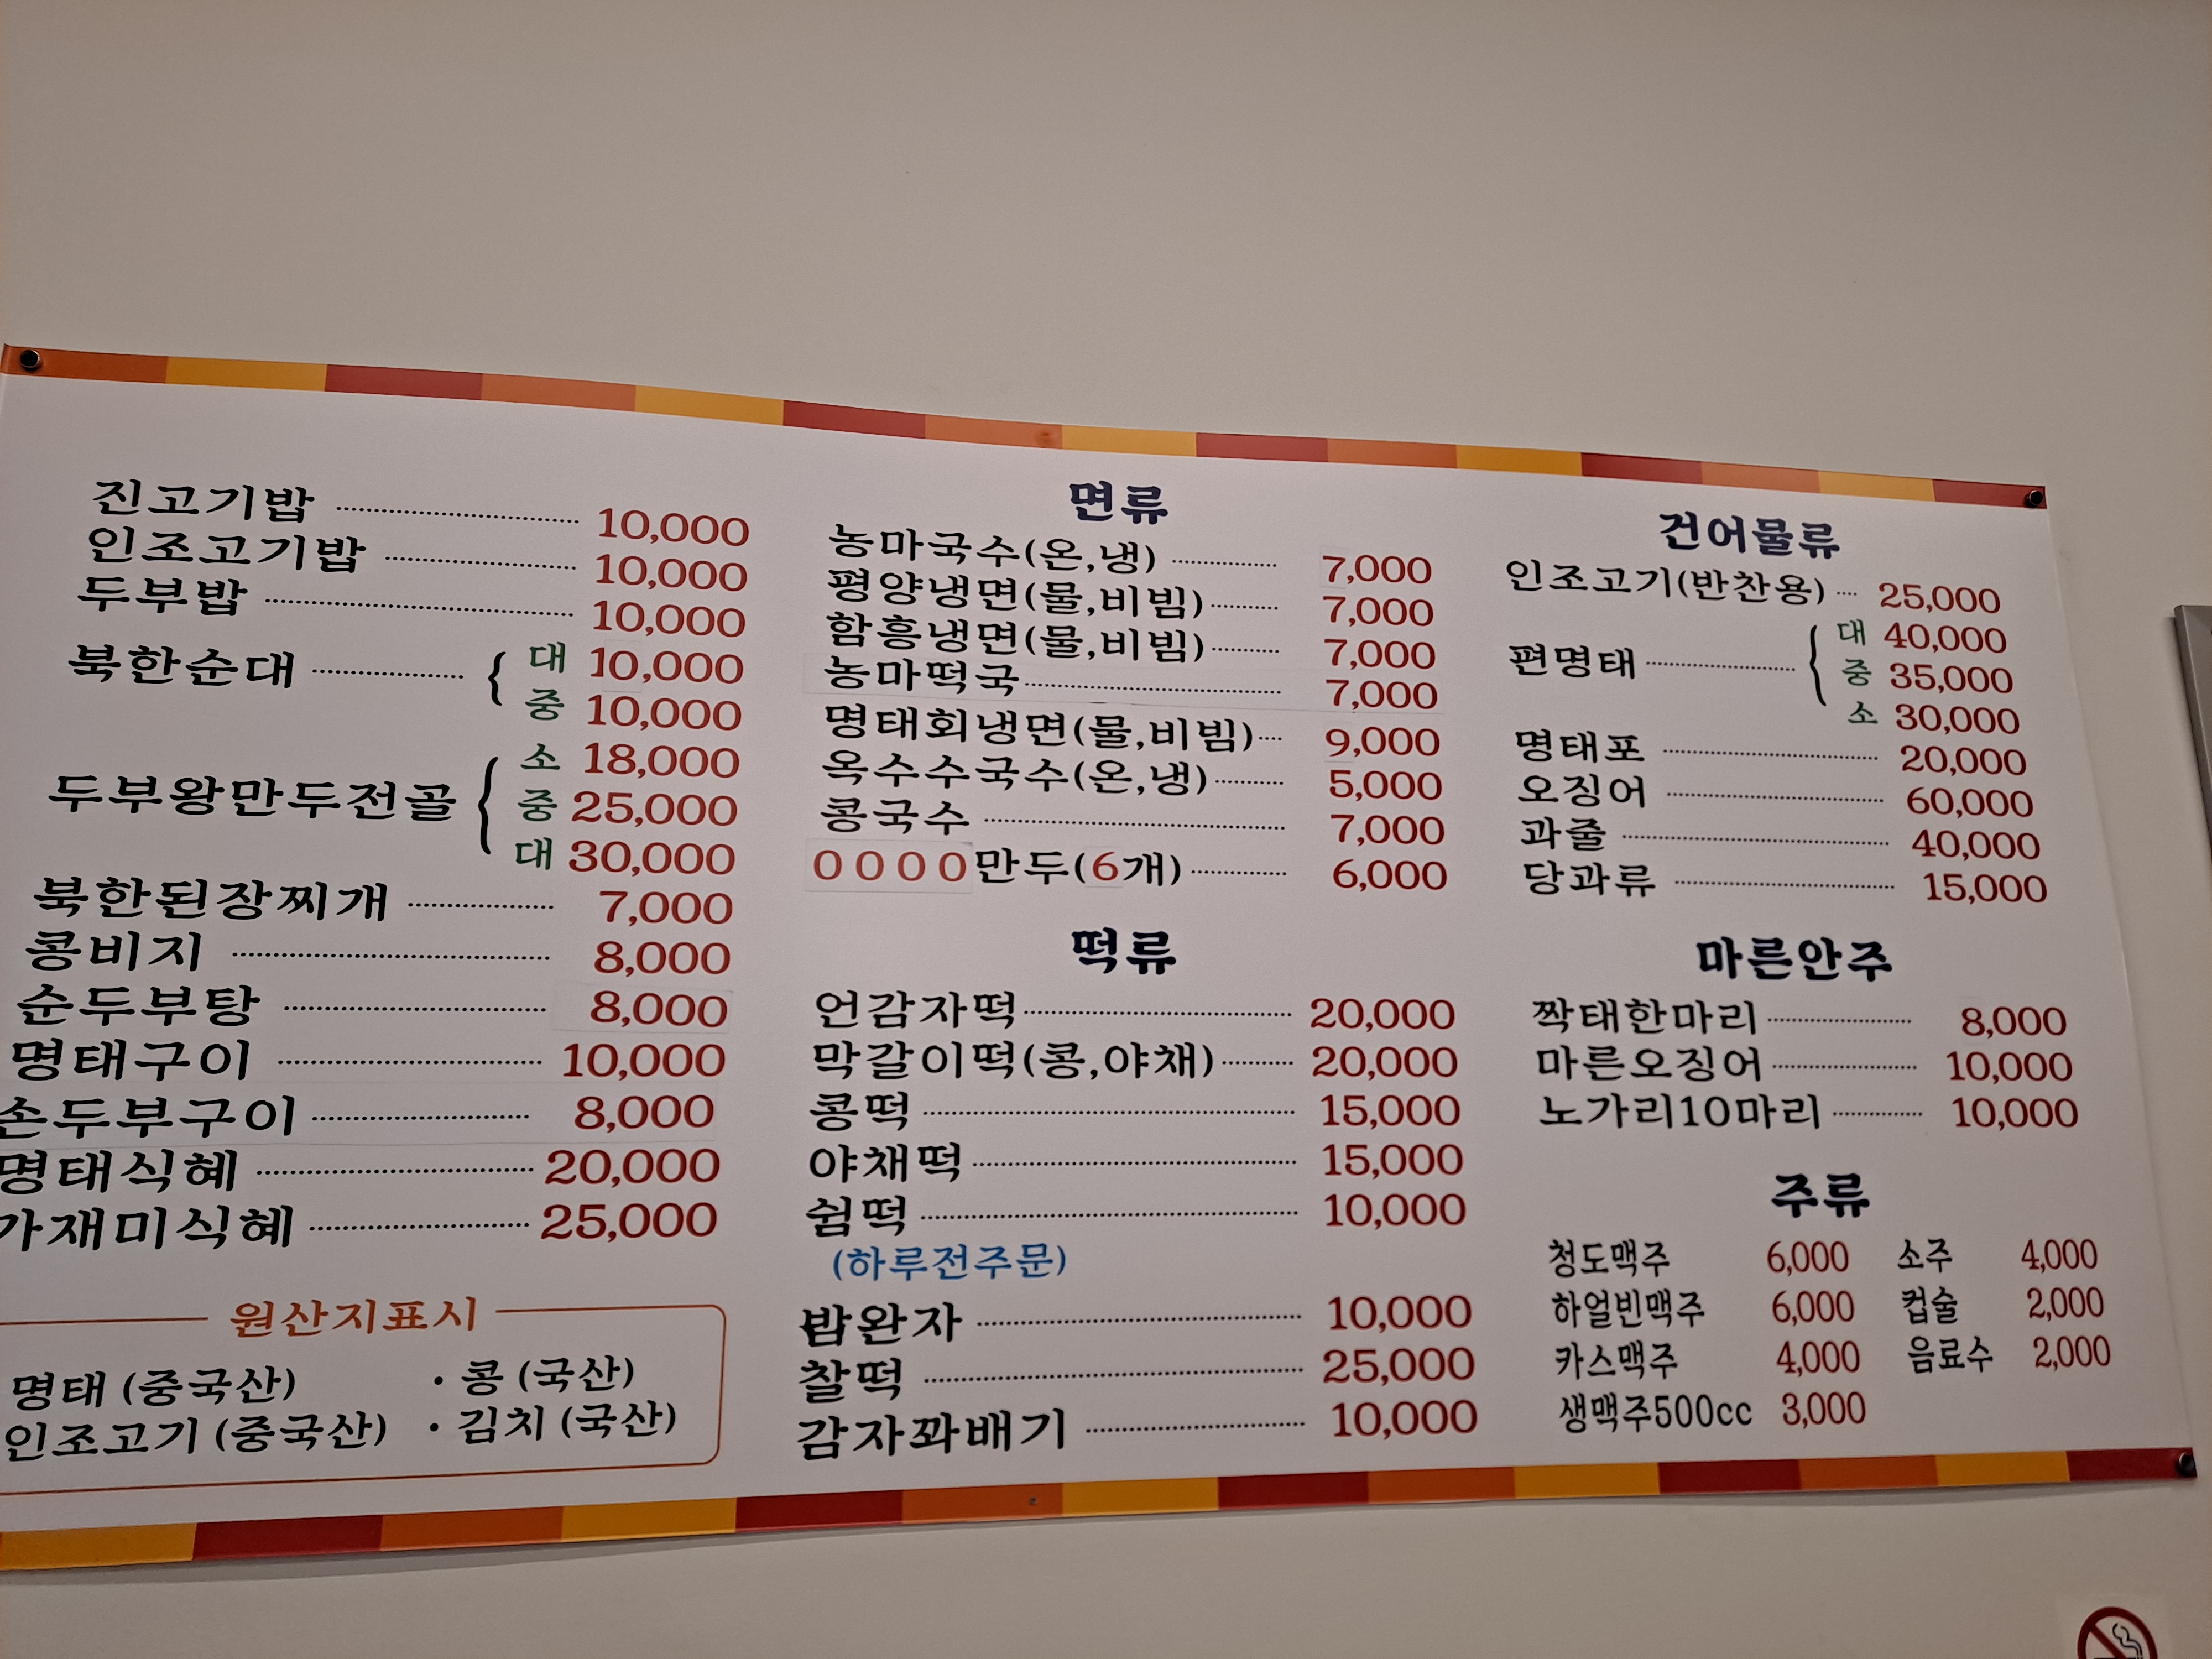 진고기밥 10,000
인조고기밥 10,000
두부밥 10,000
북한순대 대 10,000
중 10,000
두부왕만두전골 소 18,000
중 25,000
대 30,000
북한된장찌개 7,000
콩비지 8,000
순두부탕 8,000
명태구이 10,000
손두부구이 8,000
명태식혜 20,000
가재미식혜 25,000
원산지표시
명태 (중국산) · 콩 (국산)
인조고기 (중국산) · 김치 (국산)
면류
농마국수(온,냉) 7,000
평양냉면(물,비빔) 7,000
함흥냉면(물,비빔) 7,000
농마떡국 7,000
명태회냉면(물,비빔) 9,000
옥수수국수(온,냉) 5,000
콩국수 7,000
0000만두(6개) 6,000
떡류
언감자떡 20,000
막갈이떡(콩,야채) 20,000
콩떡 15,000
야채떡 15,000
쉼떡 10,000
(하루전주문)
밥완자 10,000
찰떡 25,000
감자꽈배기 10,000
건어물류
인조고기(반찬용) 25,000
편명태 대 40,000
중 35,000
소 30,000
명태포 20,000
오징어 60,000
과줄 40,000
당과류 15,000
마른안주
짝태한마리 8,000
마른오징어 10,000
노가리10마리 10,000
주류
청도맥주 6,000 소주 4,000
하얼빈맥주 6,000 컵술 2,000
카스맥주 4,000 음료수 2,000
생맥주500cc 3,000